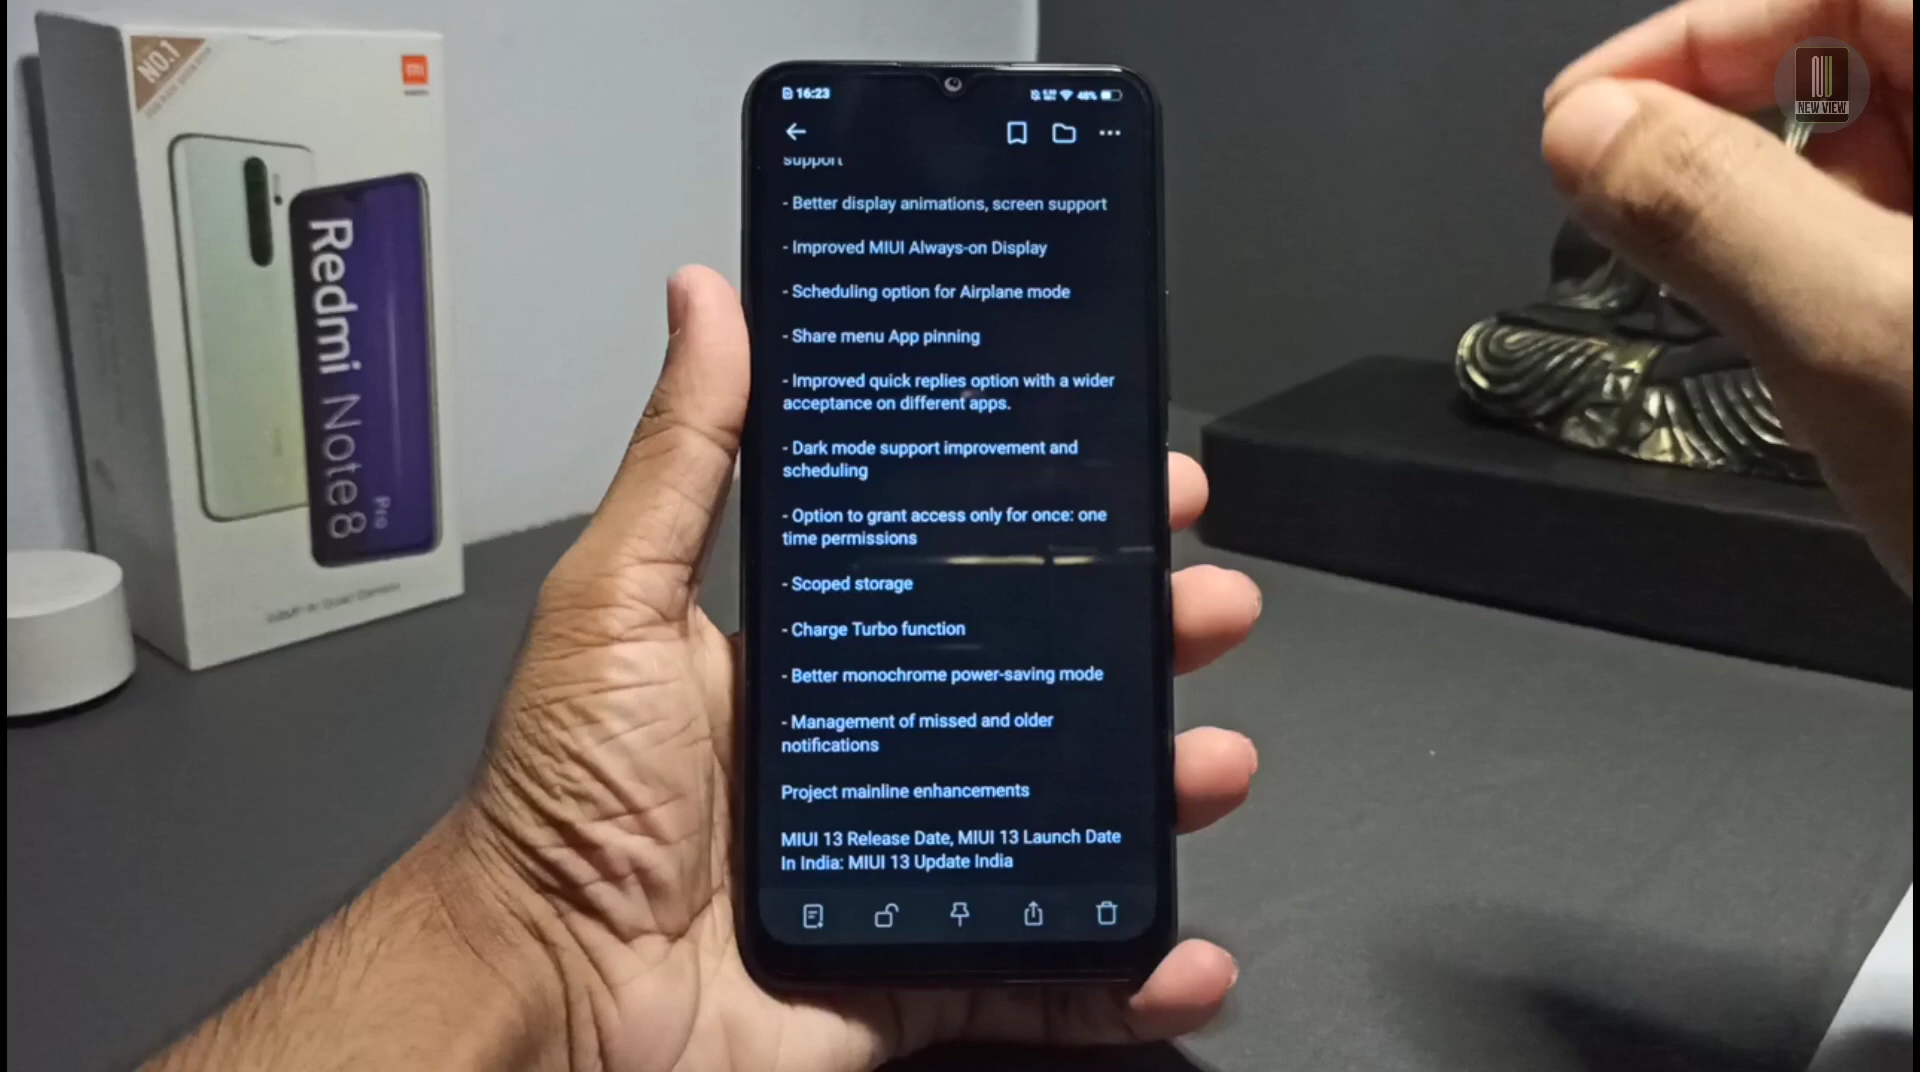 NO.1
mi
Redmi Note 8
Pro
NEW VIEW
16:23
48%
support
- Better display animations, screen support
- Improved MIUI Always-on Display
- Scheduling option for Airplane mode
- Share menu App pinning
- Improved quick replies option with a wider
acceptance on different apps.
- Dark mode support improvement and
scheduling
- Option to grant access only for once: one
time permissions
- Scoped storage
- Charge Turbo function
- Better monochrome power-saving mode
- Management of missed and older
notifications
Project mainline enhancements
MIUI 13 Release Date, MIUI 13 Launch Date
In India: MIUI 13 Update India